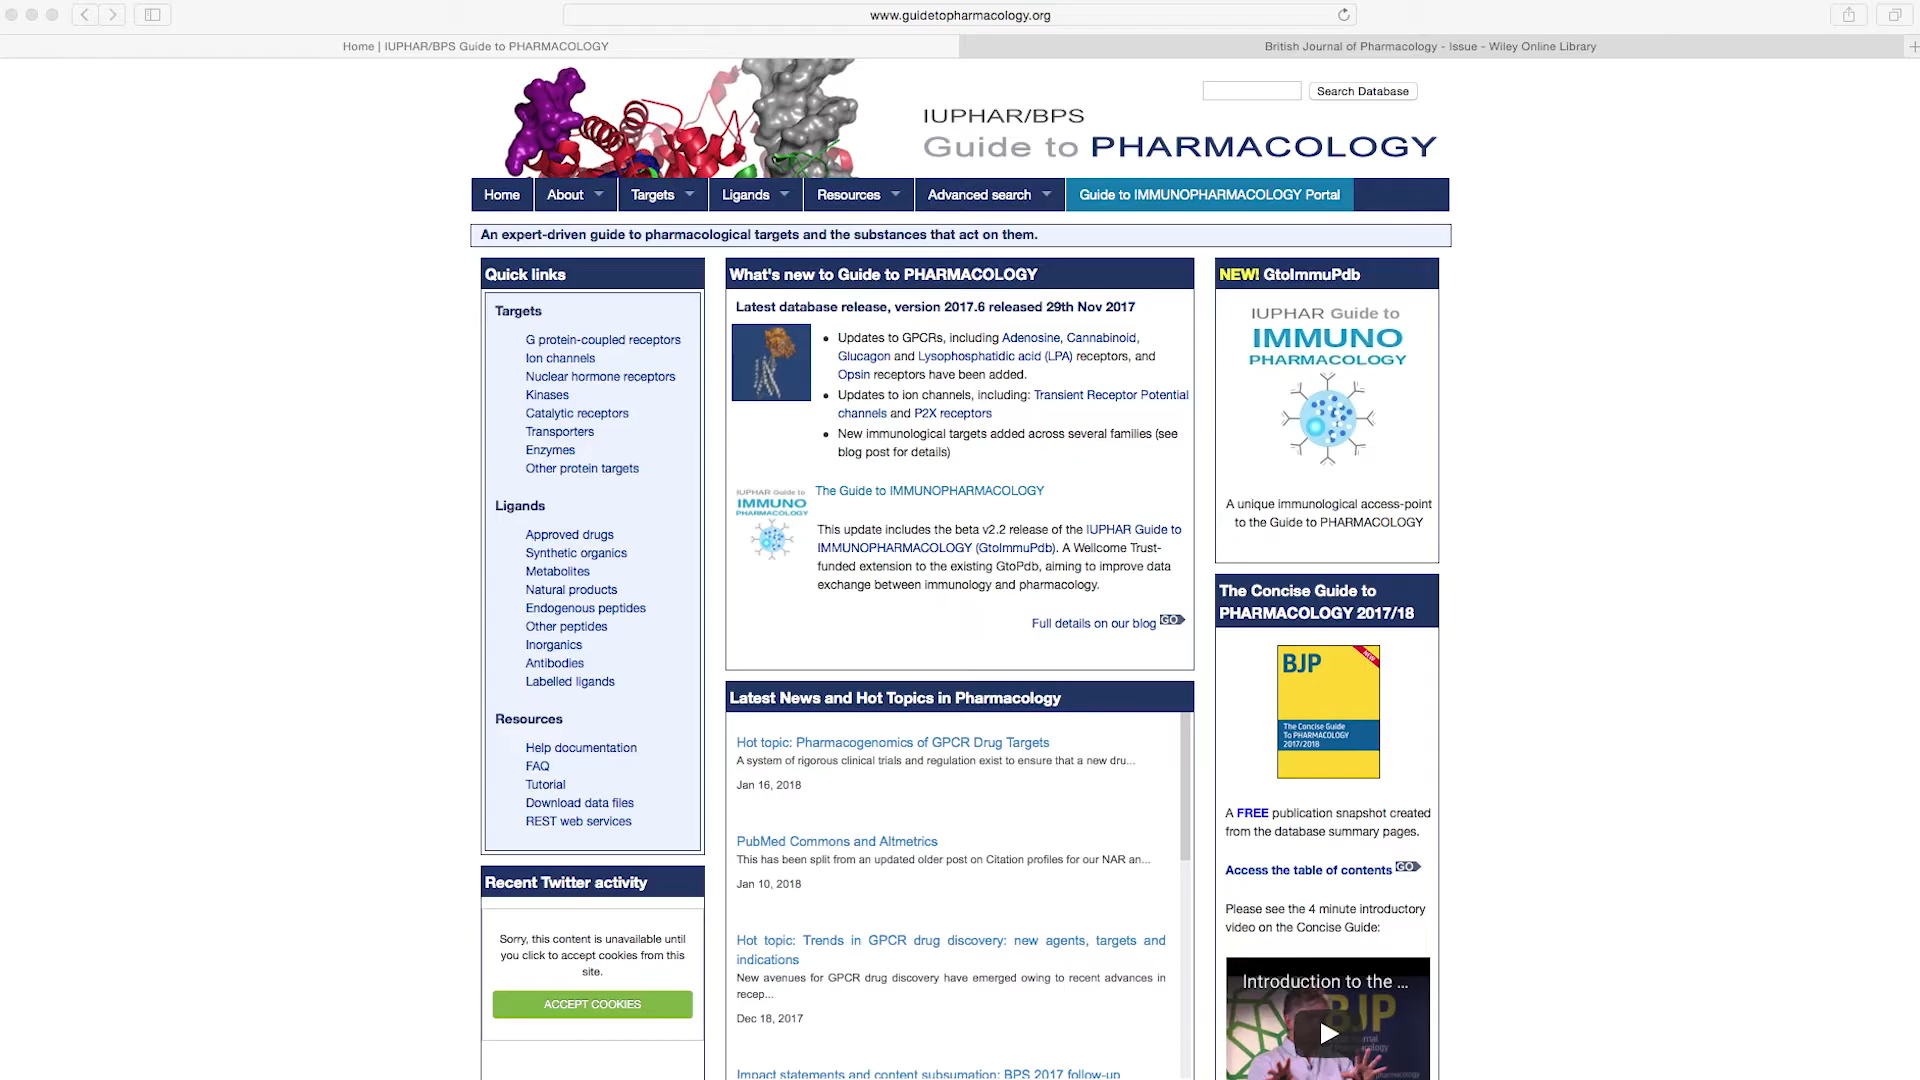 www.guidetopharmacology.org
Home | IUPHAR/BPS Guide to PHARMACOLOGY
British Journal of Pharmacology - Issue - Wiley Online Library
Search Database
IUPHAR/BPS
Guide to PHARMACOLOGY
Home About Targets Ligands Resources Advanced search Guide to IMMUNOPHARMACOLOGY Portal
An expert-driven guide to pharmacological targets and the substances that act on them.
Quick links
Targets
G protein-coupled receptors
Ion channels
Nuclear hormone receptors
Kinases
Catalytic receptors
Transporters
Enzymes
Other protein targets
Ligands
Approved drugs
Synthetic organics
Metabolites
Natural products
Endogenous peptides
Other peptides
Inorganics
Antibodies
Labelled ligands
Resources
Help documentation
FAQ
Tutorial
Download data files
REST web services
Recent Twitter activity
Sorry, this content is unavailable until
you click to accept cookies from this
site.
ACCEPT COOKIES
What's new to Guide to PHARMACOLOGY
Latest database release, version 2017.6 released 29th Nov 2017
Updates to GPCRs, including Adenosine, Cannabinoid,
Glucagon and Lysophosphatidic acid (LPA) receptors, and
Opsin receptors have been added.
Updates to ion channels, including: Transient Receptor Potential
channels and P2X receptors
New immunological targets added across several families (see
blog post for details)
IUPHAR Guide to
IMMUNO
PHARMACOLOGY
The Guide to IMMUNOPHARMACOLOGY
This update includes the beta v2.2 release of the IUPHAR Guide to
IMMUNOPHARMACOLOGY (GtoImmuPdb). A Wellcome Trust-
funded extension to the existing GtoPdb, aiming to improve data
exchange between immunology and pharmacology.
Full details on our blog GO
Latest News and Hot Topics in Pharmacology
Hot topic: Pharmacogenomics of GPCR Drug Targets
A system of rigorous clinical trials and regulation exist to ensure that a new dru...
Jan 16, 2018
PubMed Commons and Altmetrics
This has been split from an updated older post on Citation profiles for our NAR an...
Jan 10, 2018
Hot topic: Trends in GPCR drug discovery: new agents, targets and
indications
New avenues for GPCR drug discovery have emerged owing to recent advances in
recep...
Dec 18, 2017
Impact statements and content subsumation: BPS 2017 follow-up
NEW! GtoImmuPdb
IUPHAR Guide to
IMMUNO
PHARMACOLOGY
A unique immunological access-point
to the Guide to PHARMACOLOGY
The Concise Guide to
PHARMACOLOGY 2017/18
BJP
NEW
The Concise Guide
To PHARMACOLOGY
2017/2018
A FREE publication snapshot created
from the database summary pages.
Access the table of contents GO
Please see the 4 minute introductory
video on the Concise Guide:
Introduction to the ...
BJP